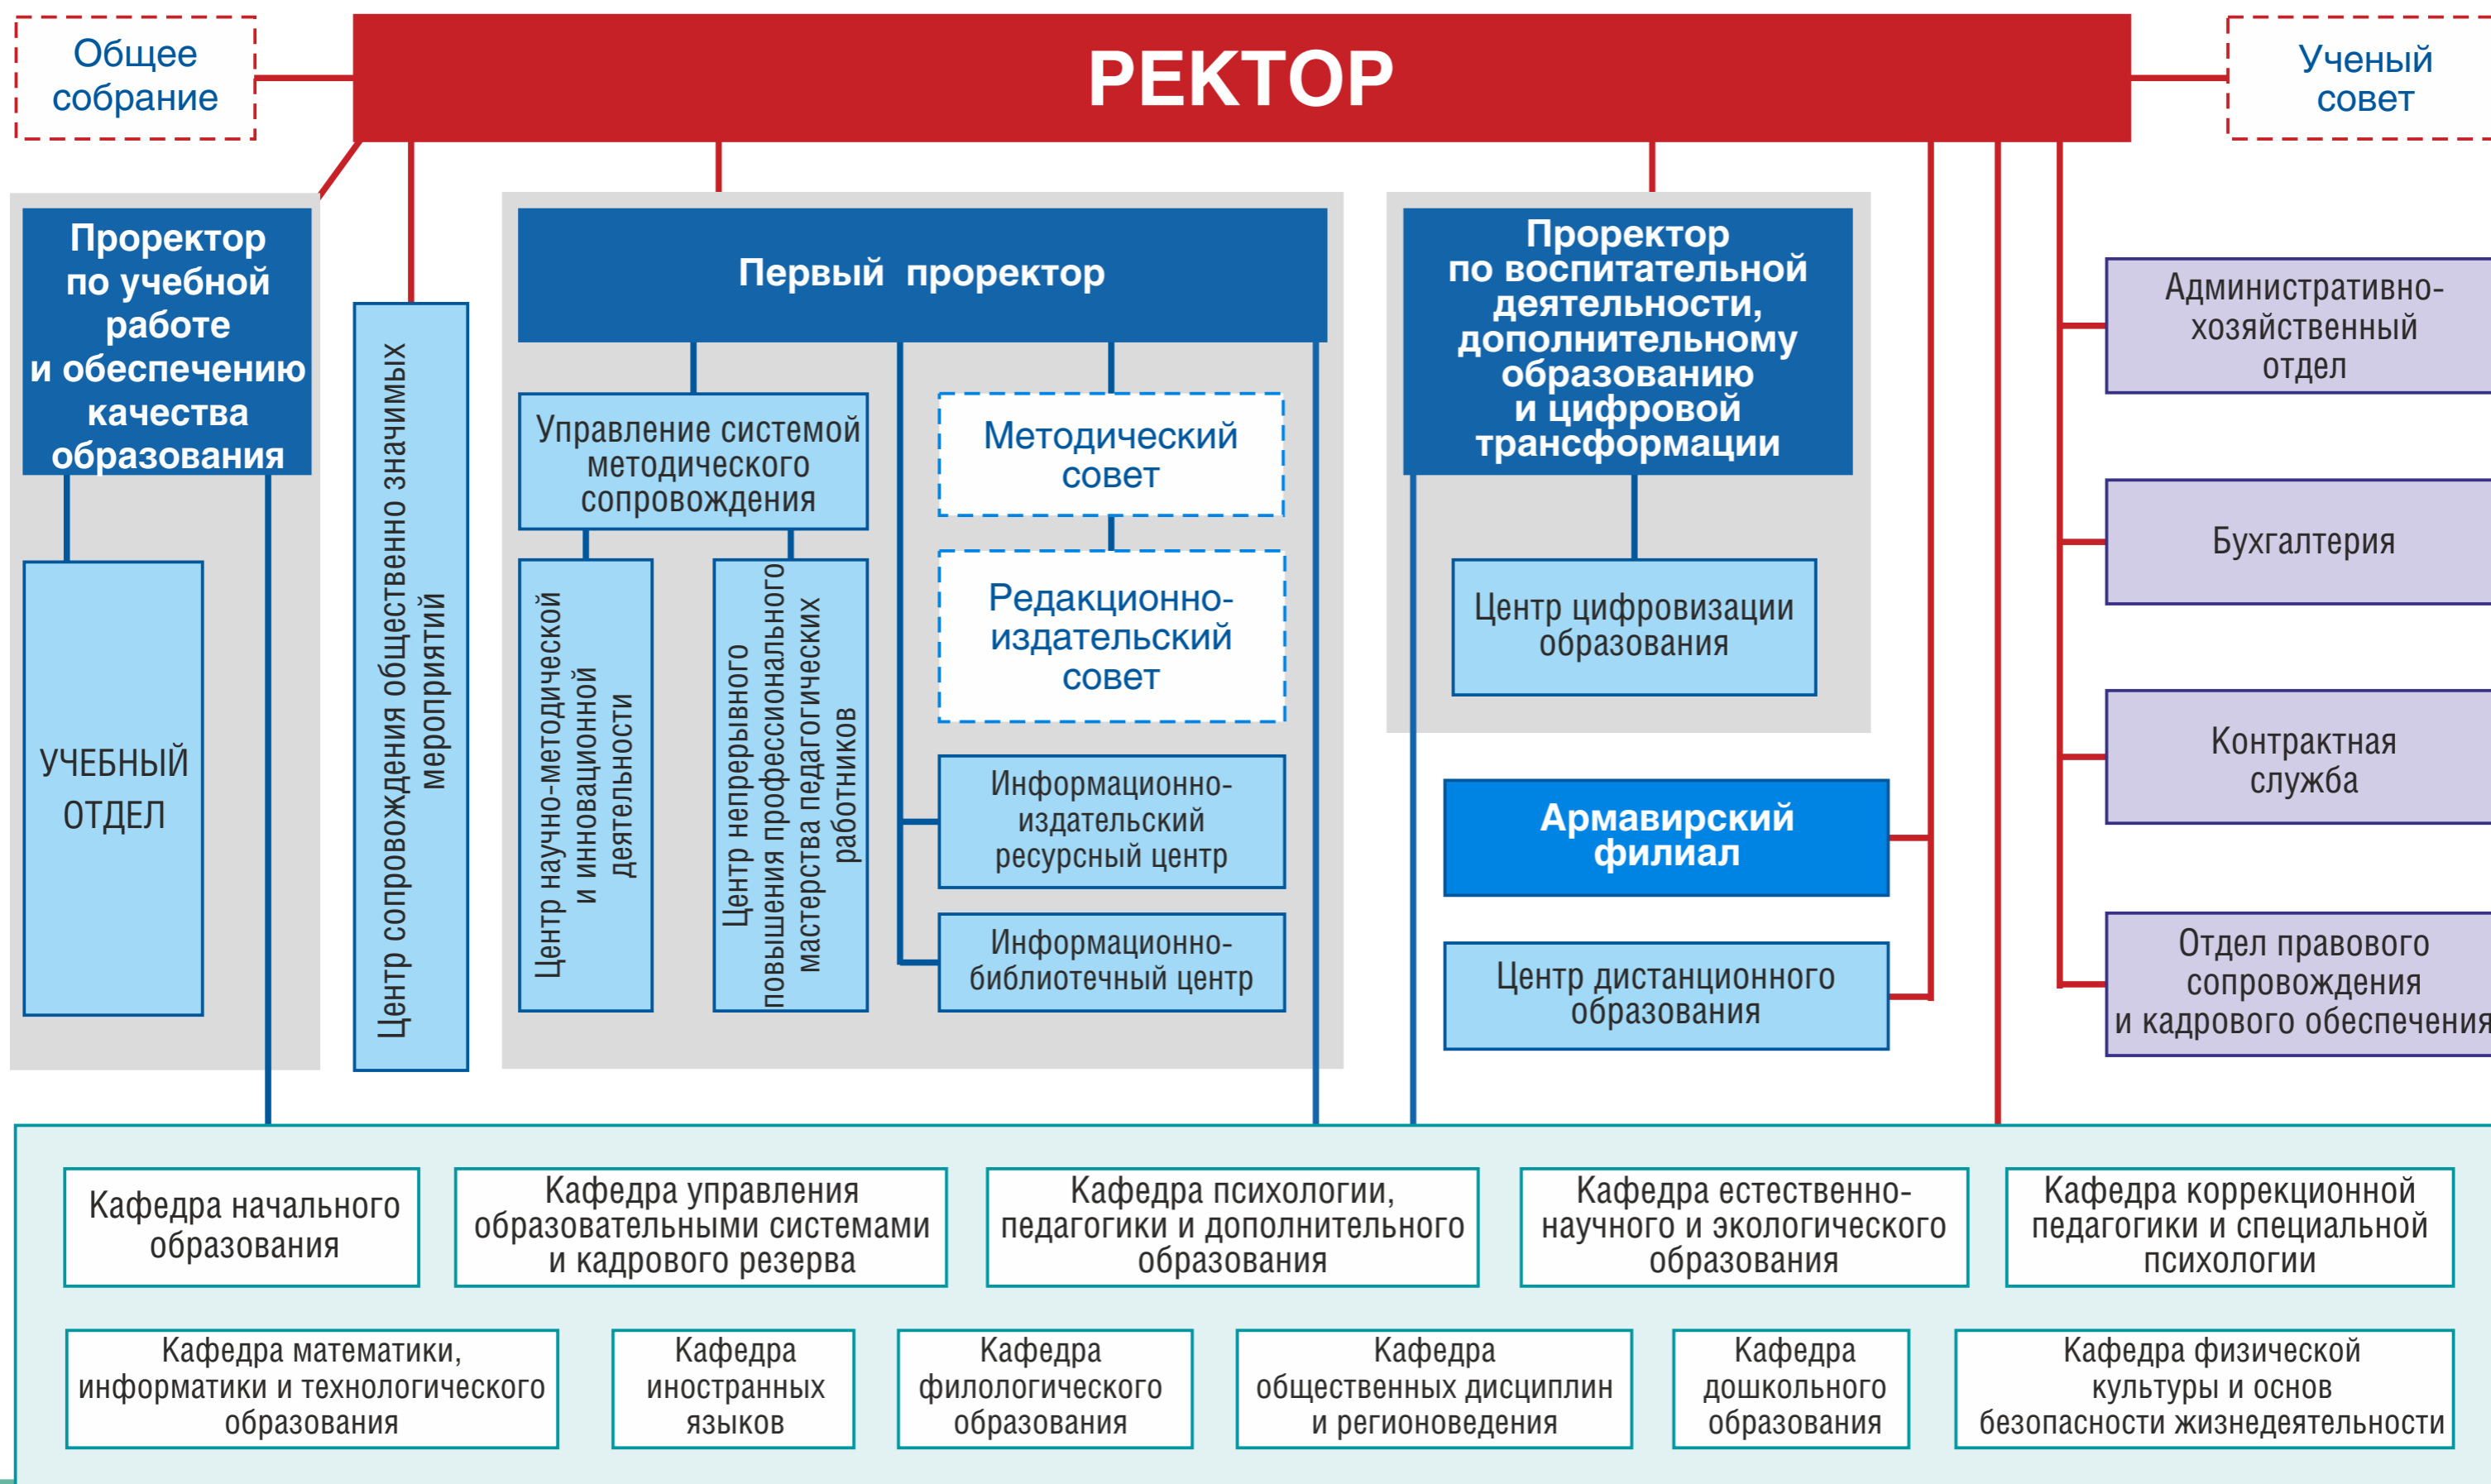 Общее
собрание
РЕКТОР
Ученый
совет
Проректор
по учебной
работе
и обеспечению
качества
образования
УЧЕБНЫЙ
ОТДЕЛ
Центр сопровождения общественно значимых
мероприятий
Первый проректор
Управление системой
методического
сопровождения
Центр научно-методической
и инновационной
деятельности
Центр непрерывного
повышения профессионального
мастерства педагогических
работников
Методический
совет
Редакционно-
издательский
совет
Информационно-
издательский
ресурсный центр
Информационно-
библиотечный центр
Проректор
по воспитательной
деятельности,
дополнительному
образованию
и цифровой
трансформации
Центр цифровизации
образования
Армавирский
филиал
Центр дистанционного
образования
Административно-
хозяйственный
отдел
Бухгалтерия
Контрактная
служба
Отдел правового
сопровождения
и кадрового обеспечения
Кафедра начального
образования
Кафедра управления
образовательными системами
и кадрового резерва
Кафедра психологии,
педагогики и дополнительного
образования
Кафедра естественно-
научного и экологического
образования
Кафедра коррекционной
педагогики и специальной
психологии
Кафедра математики,
информатики и технологического
образования
Кафедра
иностранных
языков
Кафедра
филологического
образования
Кафедра
общественных дисциплин
и регионоведения
Кафедра
дошкольного
образования
Кафедра физической
культуры и основ
безопасности жизнедеятельности